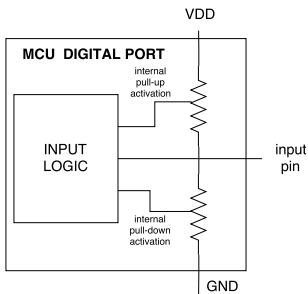 VDD
MCU DIGITAL PORT
internal
pull-up
activation
INPUT
LOGIC
input
pin
internal
pull-down
activation
GND